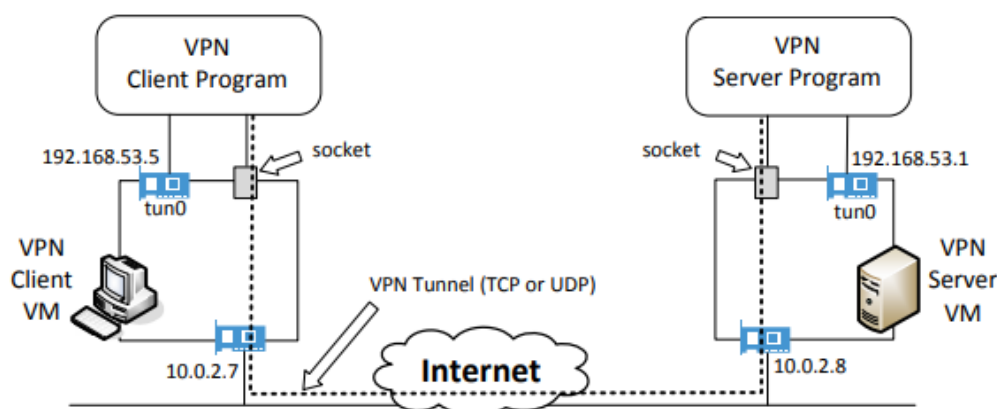 VPN
Client Program
VPN
Server Program
192.168.53.5
socket
socket
192.168.53.1
tun0
tun0
VPN
Client
VM
VPN Tunnel (TCP or UDP)
VPN
Server
VM
10.0.2.7
Internet
10.0.2.8